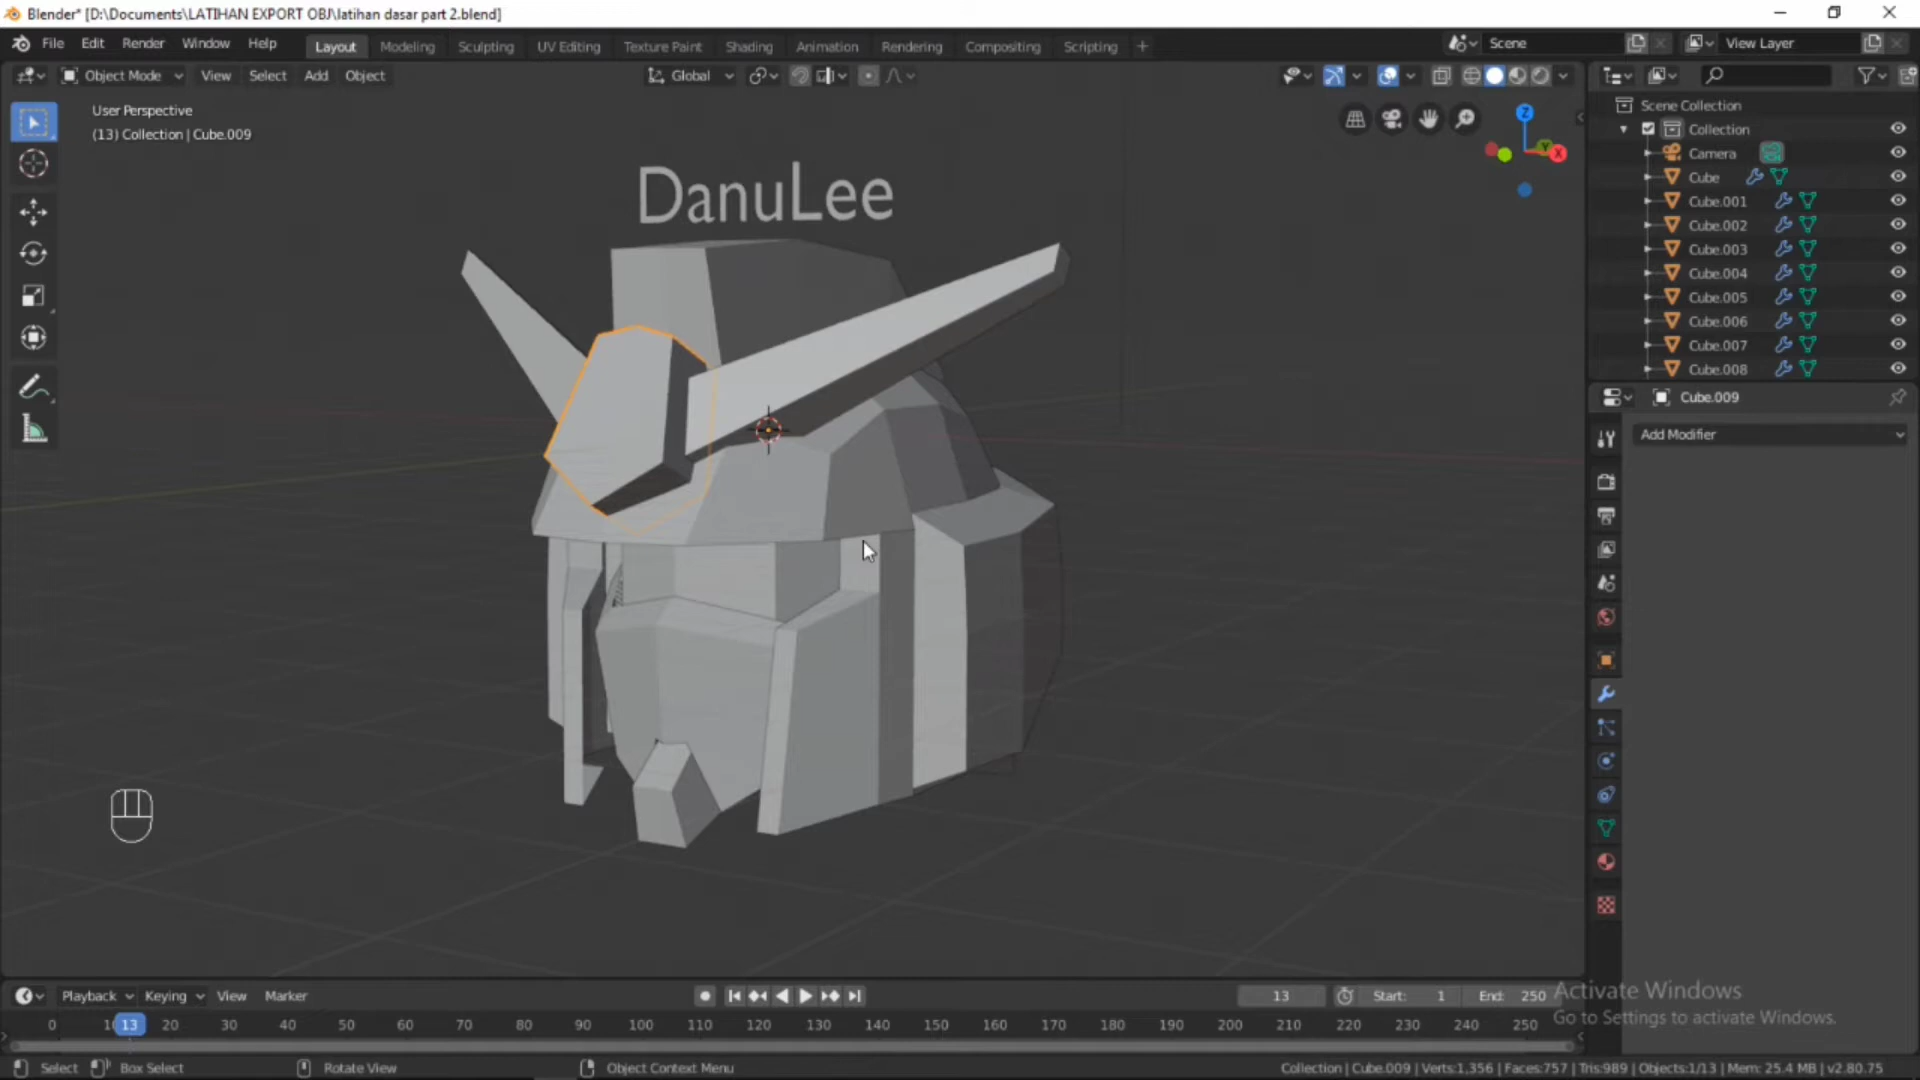 Blender* [D:\Documents\LATIHAN EXPORT OBJ\latihan dasar part 2.blend]
File Edit Render Window Help Layout Modeling Sculpting UV Editing Texture Paint Shading Animation Rendering Compositing Scripting + Scene View Layer
Object Mode View Select Add Object Global
User Perspective
(13) Collection | Cube.009
DanuLee
Z
Y
X
Scene Collection
Collection
Camera
Cube
Cube.001
Cube.002
Cube.003
Cube.004
Cube.005
Cube.006
Cube.007
Cube.008
Cube.009
Add Modifier
Activate Windows
Go to Settings to activate Windows.
Playback Keying View Marker 13 Start: 1 End: 250
0 10 13 20 30 40 50 60 70 80 90 100 110 120 130 140 150 160 170 180 190 200 210 220 230 240 250
Select Box Select Rotate View Object Context Menu Collection | Cube.009 | Verts:1,356 | Faces:757 | Tris:989 | Objects:1/13 | Mem: 25.4 MB | v2.80.75